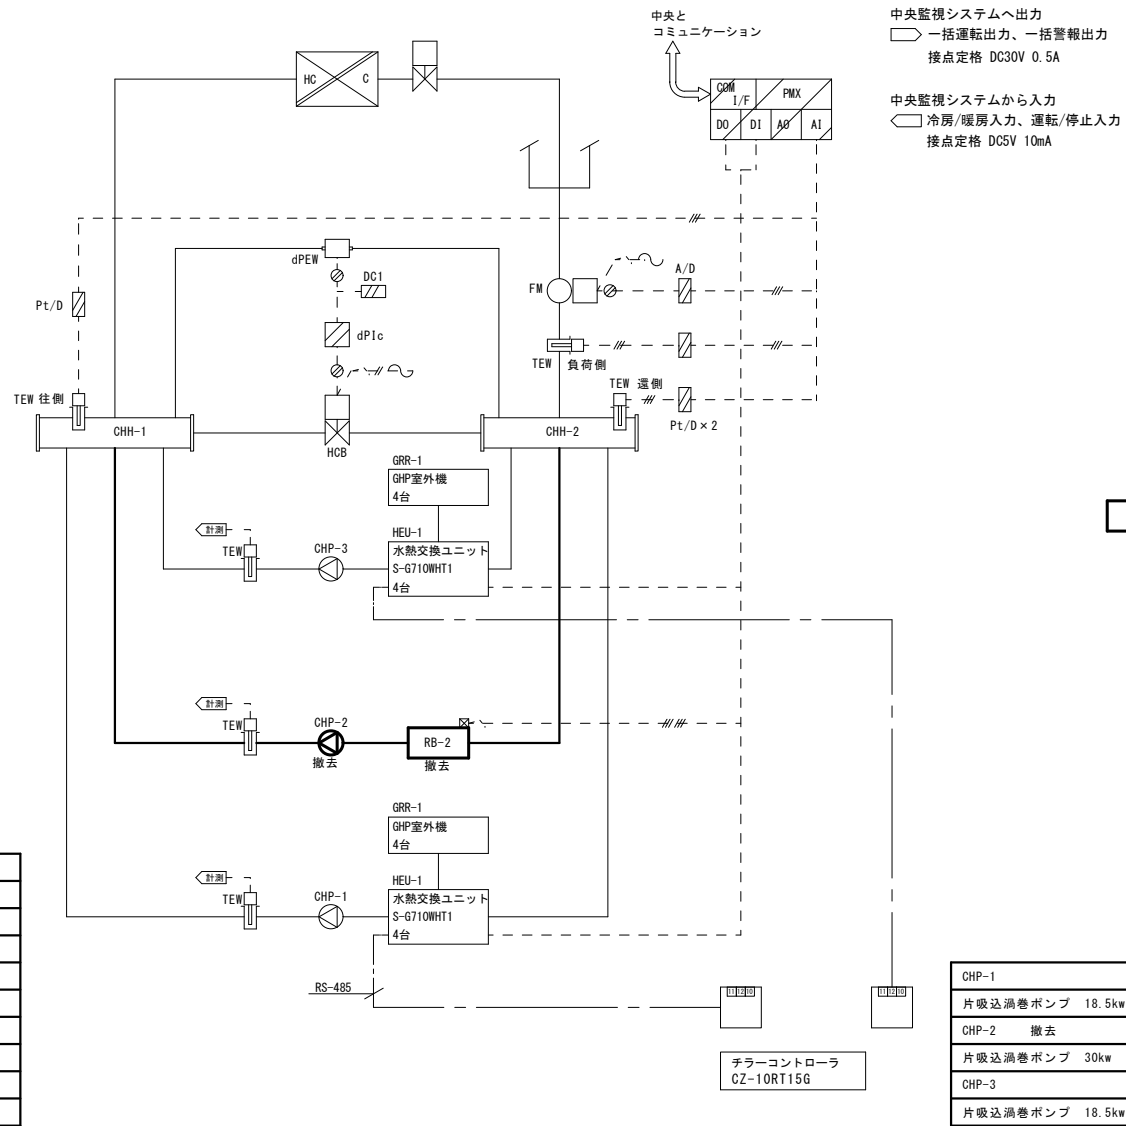 中央と
コミュニケーション
中央監視システムへ出力
一括運転出力、一括警報出力
接点定格 DC30V 0.5A
中央監視システムから入力
冷房/暖房入力、運転/停止入力
接点定格 DC5V 10mA
HC
C
COM
I/F
PMX
DO
DI
AO
AI
dPEW
DC1
dPIc
Pt/D
FM
A/D
TEW
負荷側
TEW 往側
TEW 還側
Pt/D×2
CHH-1
CHH-2
HCB
GRR-1
GHP室外機
4台
計測
TEW
CHP-3
HEU-1
水熱交換ユニット
S-G710WHT1
4台
計測
TEW
CHP-2
撤去
RB-2
撤去
GRR-1
GHP室外機
4台
計測
TEW
CHP-1
HEU-1
水熱交換ユニット
S-G710WHT1
4台
RS-485
11 12 10
11 12 10
チラーコントローラ
CZ-10RT15G
CHP-1
片吸込渦巻ポンプ 18.5kw
CHP-2 撤去
片吸込渦巻ポンプ 30kw
CHP-3
片吸込渦巻ポンプ 18.5kw